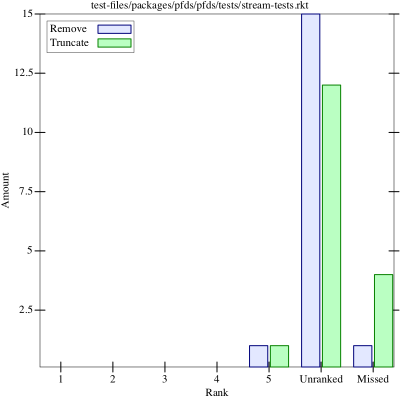 test-files/packages/pfds/pfds/tests/stream-tests.rkt
Remove
Truncate
15
12.5
10
7.5
5
2.5
Amount
1 2 3 4 5 Unranked Missed
Rank